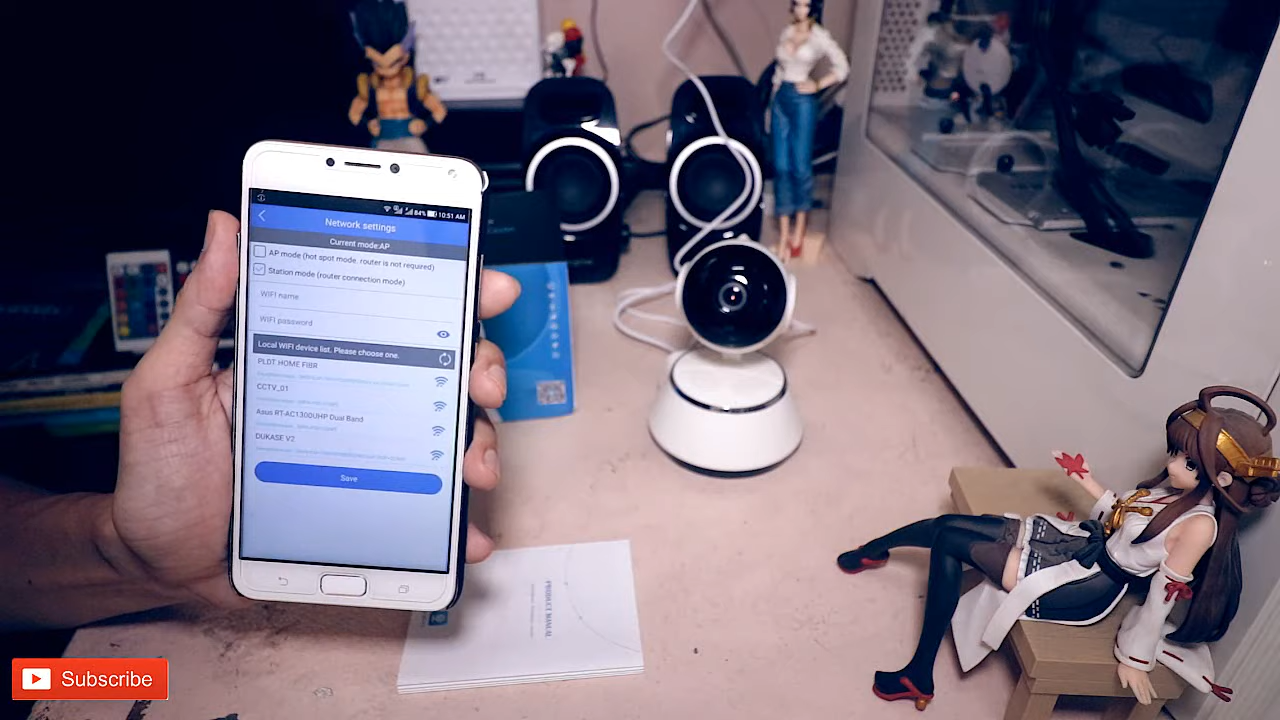 84% 10:51 AM
Network settings
Current mode:AP
AP mode (hot spot mode. router is not required)
Station mode (router connection mode)
WIFI name
WIFI password
Local WIFI device list. Please choose one.
PLDT HOME FIBR
CCTV_01
Asus RT-AC1300UHP Dual Band
DUKASE V2
Save
PRODUCT MANUAL
Subscribe